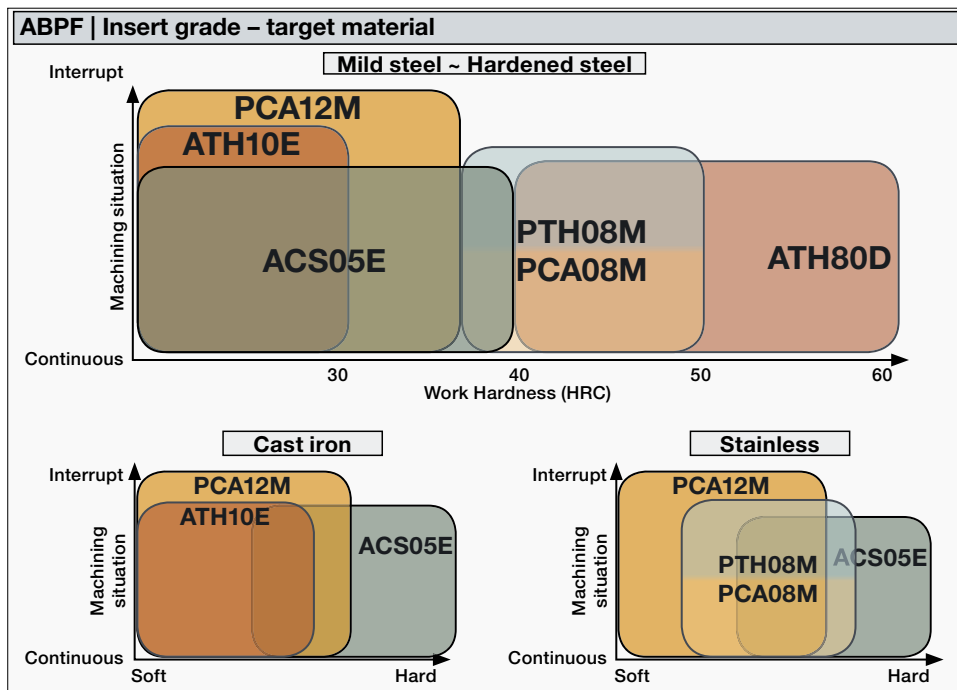 ABPF | Insert grade – target material
Mild steel ~ Hardened steel
Interrupt
Machining situation
Continuous
PCA12M
ATH10E
ACS05E
PTH08M
PCA08M
ATH80D
30
40
50
60
Work Hardness (HRC)
Cast iron
Interrupt
Machining
situation
Continuous
PCA12M
ATH10E
ACS05E
Soft
Hard
Stainless
Interrupt
Machining
situation
Continuous
PCA12M
PTH08M
PCA08M
ACS05E
Soft
Hard